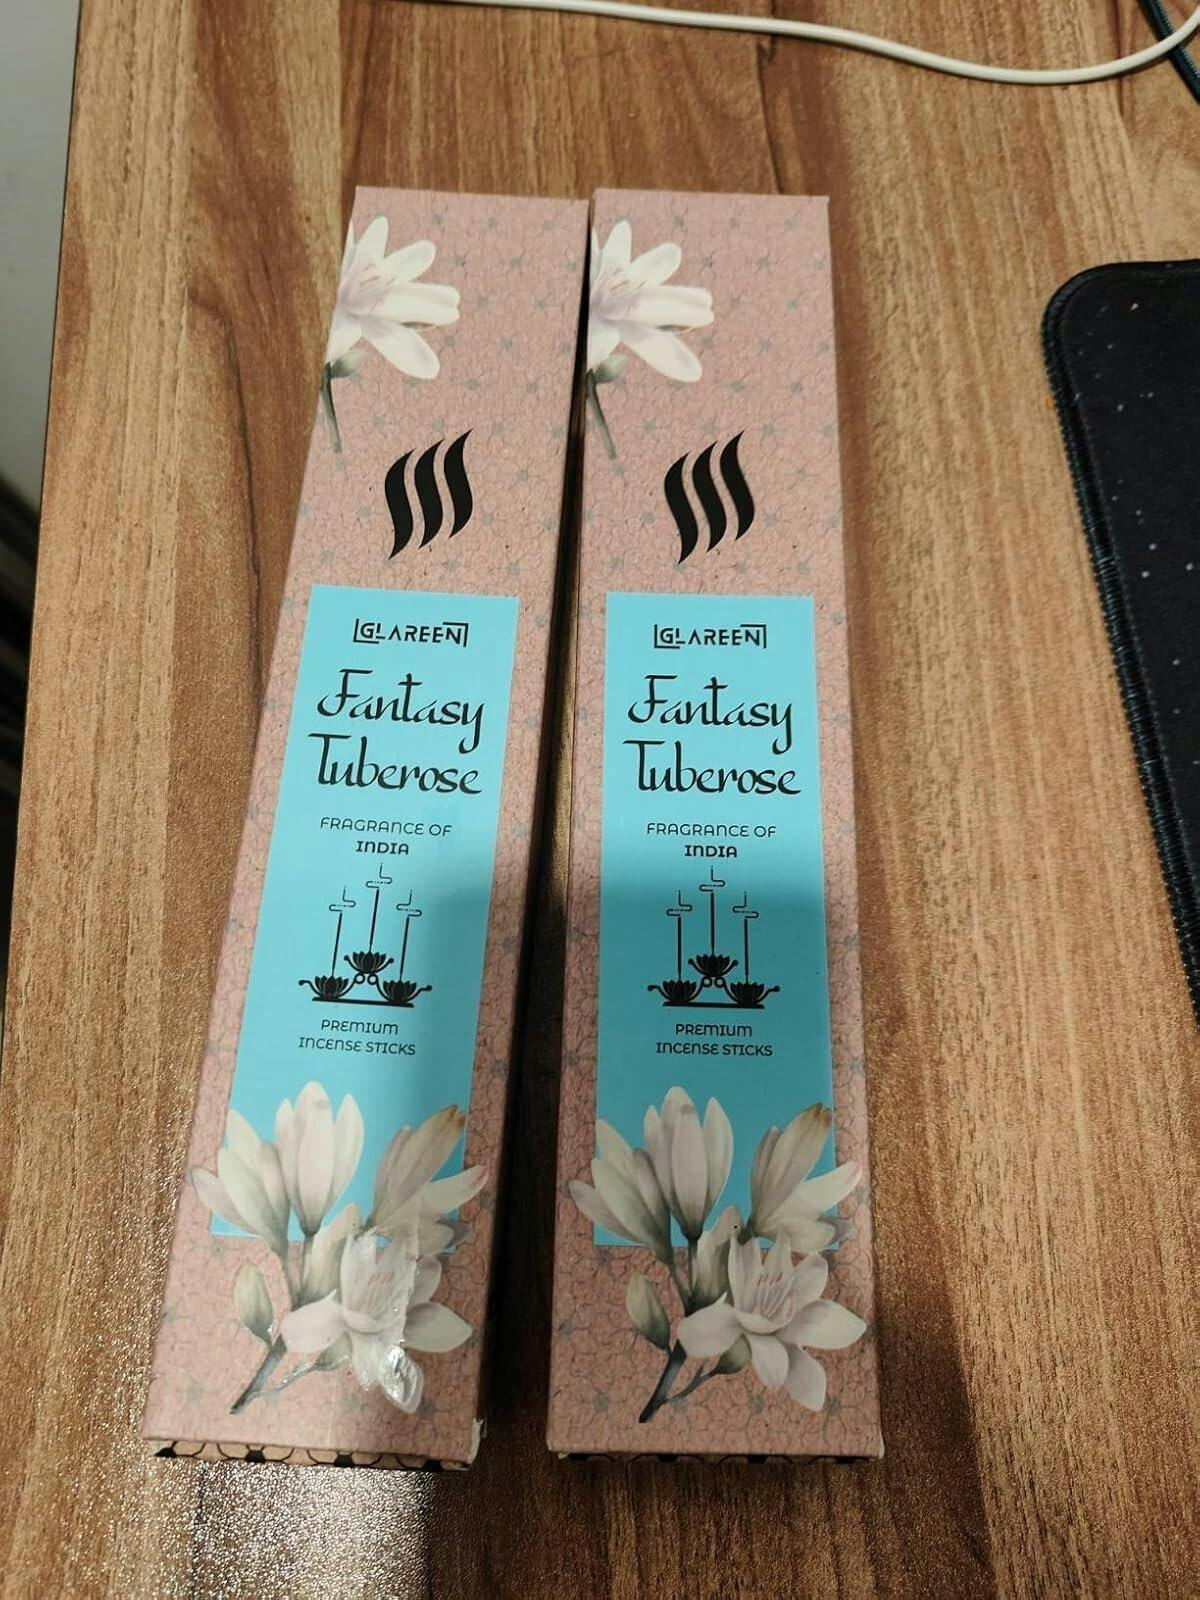 GLAREEN
Fantasy
Tuberose
FRAGRANCE OF
INDIA
PREMIUM
INCENSE STICKS
GLAREEN
Fantasy
Tuberose
FRAGRANCE OF
INDIA
PREMIUM
INCENSE STICKS